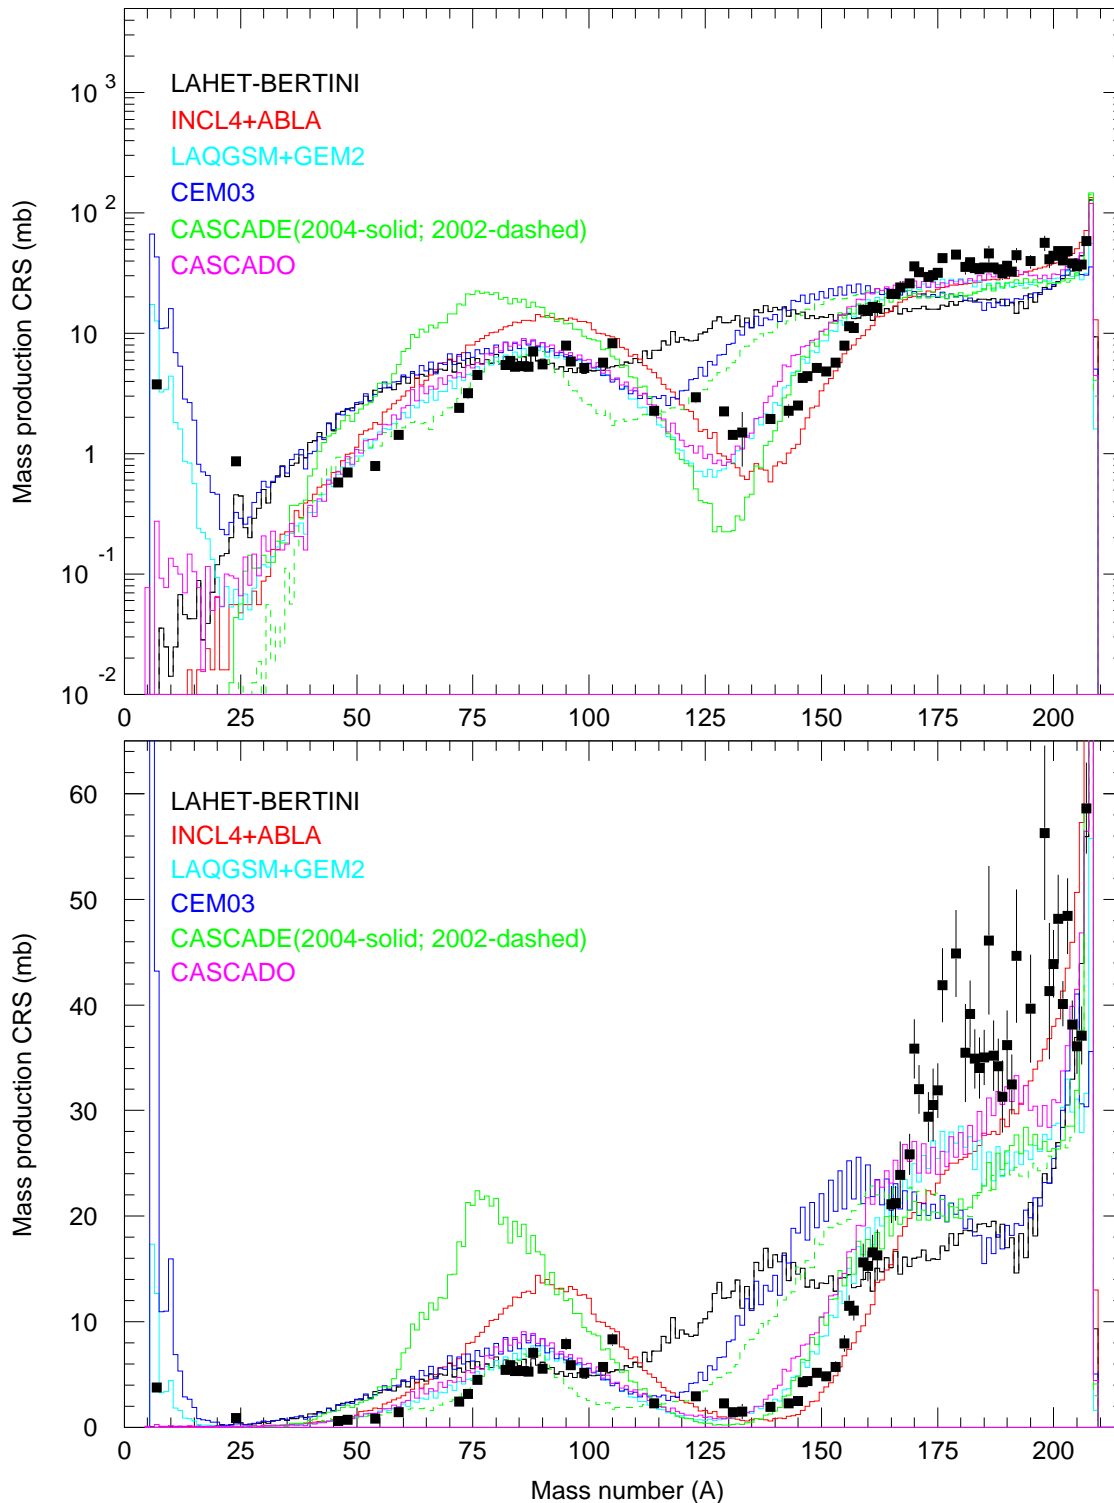 Mass production CRS (mb)
10 3
10 2
10
1
10 -1
10 -2
LAHET-BERTINI
INCL4+ABLA
LAQGSM+GEM2
CEM03
CASCADE(2004-solid; 2002-dashed)
CASCADO
0 25 50 75 100 125 150 175 200
Mass production CRS (mb)
60
50
40
30
20
10
0
LAHET-BERTINI
INCL4+ABLA
LAQGSM+GEM2
CEM03
CASCADE(2004-solid; 2002-dashed)
CASCADO
0 25 50 75 100 125 150 175 200
Mass number (A)